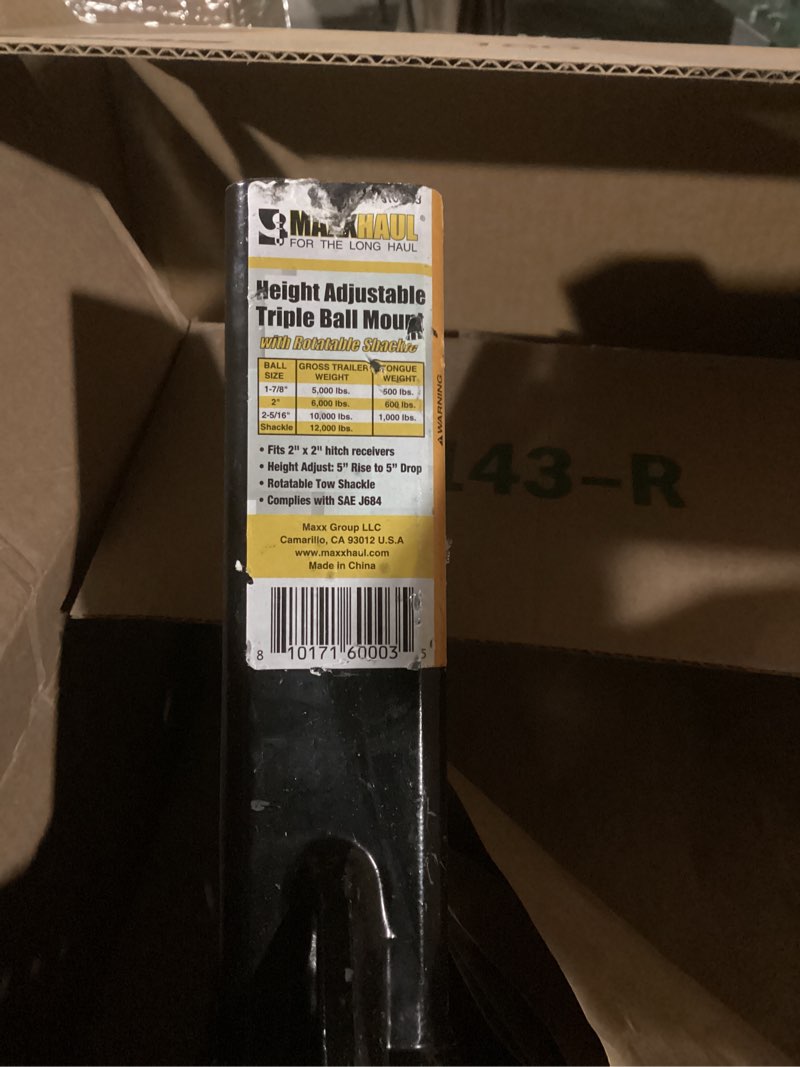 MAXXHAUL®
FOR THE LONG HAUL
Height Adjustable
Triple Ball Mount
with Rotatable Shackle
BALL SIZE GROSS TRAILER WEIGHT TONGUE WEIGHT
1-7/8" 5,000 lbs. 500 lbs.
2" 6,000 lbs. 600 lbs.
2-5/16" 10,000 lbs. 1,000 lbs.
Shackle 12,000 lbs.
• Fits 2" x 2" hitch receivers
• Height Adjust: 5" Rise to 5" Drop
• Rotatable Tow Shackle
• Complies with SAE J684
Maxx Group LLC
Camarillo, CA 93012 U.S.A
www.maxxhaul.com
Made in China
8 10171 60003 5
⚠WARNING
143-R